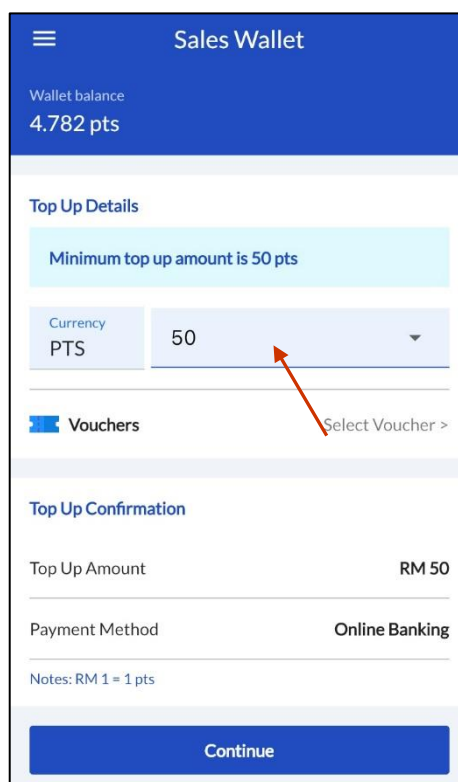 Sales Wallet
Wallet balance
4.782 pts
Top Up Details
Minimum top up amount is 50 pts
Currency
PTS
50
Vouchers
Select Voucher >
Top Up Confirmation
Top Up Amount
RM 50
Payment Method
Online Banking
Notes: RM 1 = 1 pts
Continue